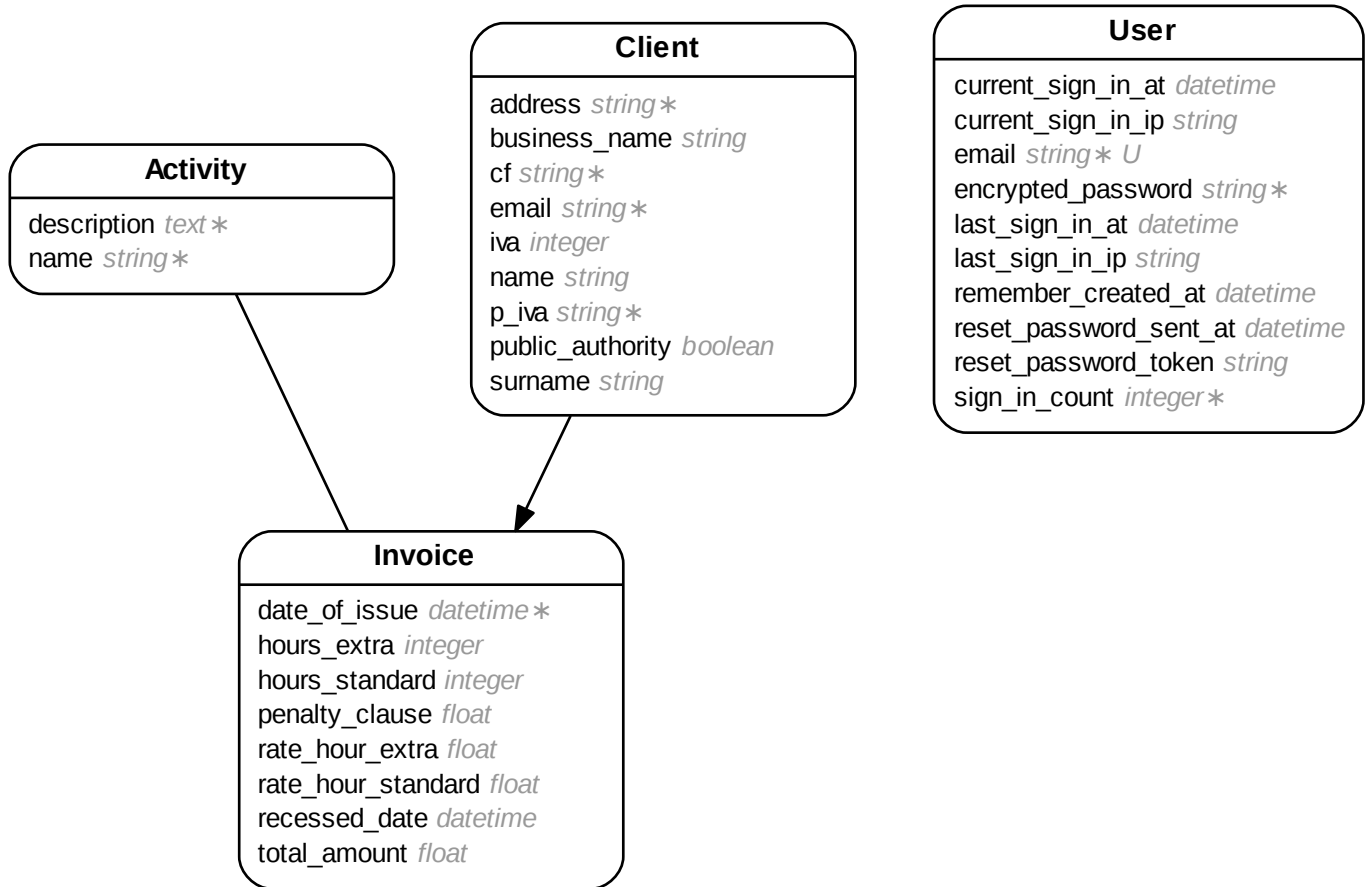 Activity
description text∗
name string∗
Client
address string∗
business_name string
cf string∗
email string∗
iva integer
name string
p_iva string∗
public_authority boolean
surname string
User
current_sign_in_at datetime
current_sign_in_ip string
email string∗ U
encrypted_password string∗
last_sign_in_at datetime
last_sign_in_ip string
remember_created_at datetime
reset_password_sent_at datetime
reset_password_token string
sign_in_count integer∗
Invoice
date_of_issue datetime∗
hours_extra integer
hours_standard integer
penalty_clause float
rate_hour_extra float
rate_hour_standard float
recessed_date datetime
total_amount float